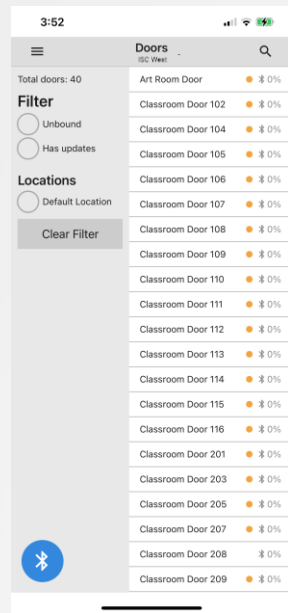 3:52
Doors
ISC West
Total doors: 40
Filter
Unbound
Has updates
Locations
Default Location
Clear Filter
Art Room Door 0%
Classroom Door 102 0%
Classroom Door 104 0%
Classroom Door 105 0%
Classroom Door 106 0%
Classroom Door 107 0%
Classroom Door 108 0%
Classroom Door 109 0%
Classroom Door 110 0%
Classroom Door 111 0%
Classroom Door 112 0%
Classroom Door 113 0%
Classroom Door 114 0%
Classroom Door 115 0%
Classroom Door 116 0%
Classroom Door 201 0%
Classroom Door 203 0%
Classroom Door 205 0%
Classroom Door 207 0%
Classroom Door 208 0%
Classroom Door 209 0%